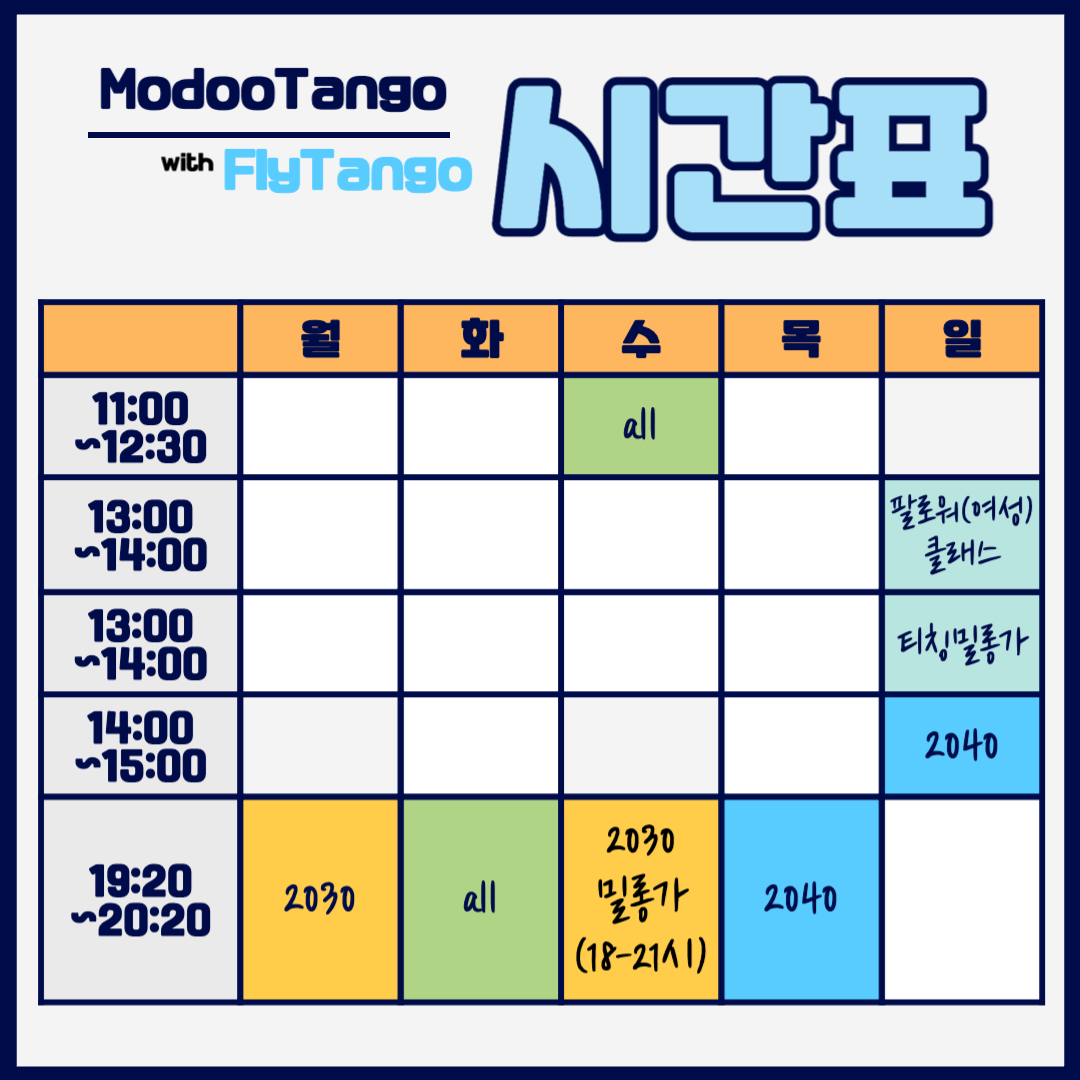 ModooTango
with FlyTango
시간표
월 화 수 목 일
11:00
~12:30
all
13:00
~14:00
팔로워(여성)
클래스
13:00
~14:00
티칭밀롱가
14:00
~15:00
2040
19:20
~20:20
2030
all
2030
밀롱가
(18-21시)
2040